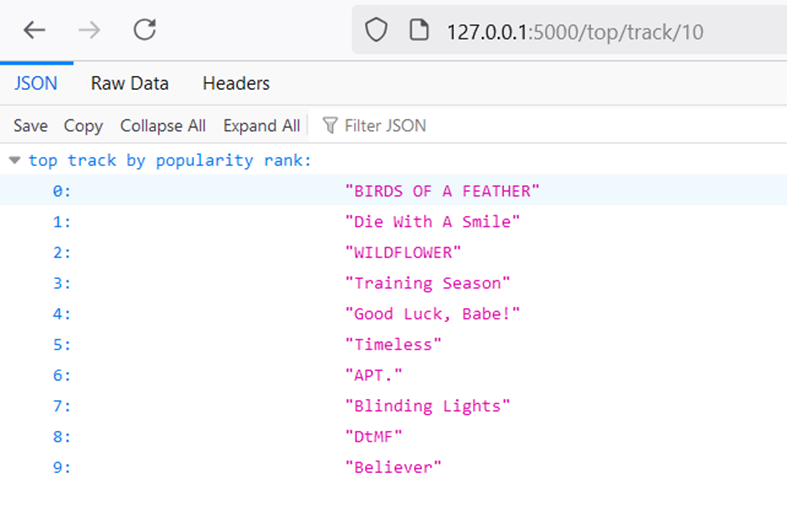 127.0.0.1:5000/top/track/10
JSON Raw Data Headers
Save Copy Collapse All Expand All Filter JSON
top track by popularity rank:
0: "BIRDS OF A FEATHER"
1: "Die With A Smile"
2: "WILDFLOWER"
3: "Training Season"
4: "Good Luck, Babe!"
5: "Timeless"
6: "APT."
7: "Blinding Lights"
8: "DtMF"
9: "Believer"